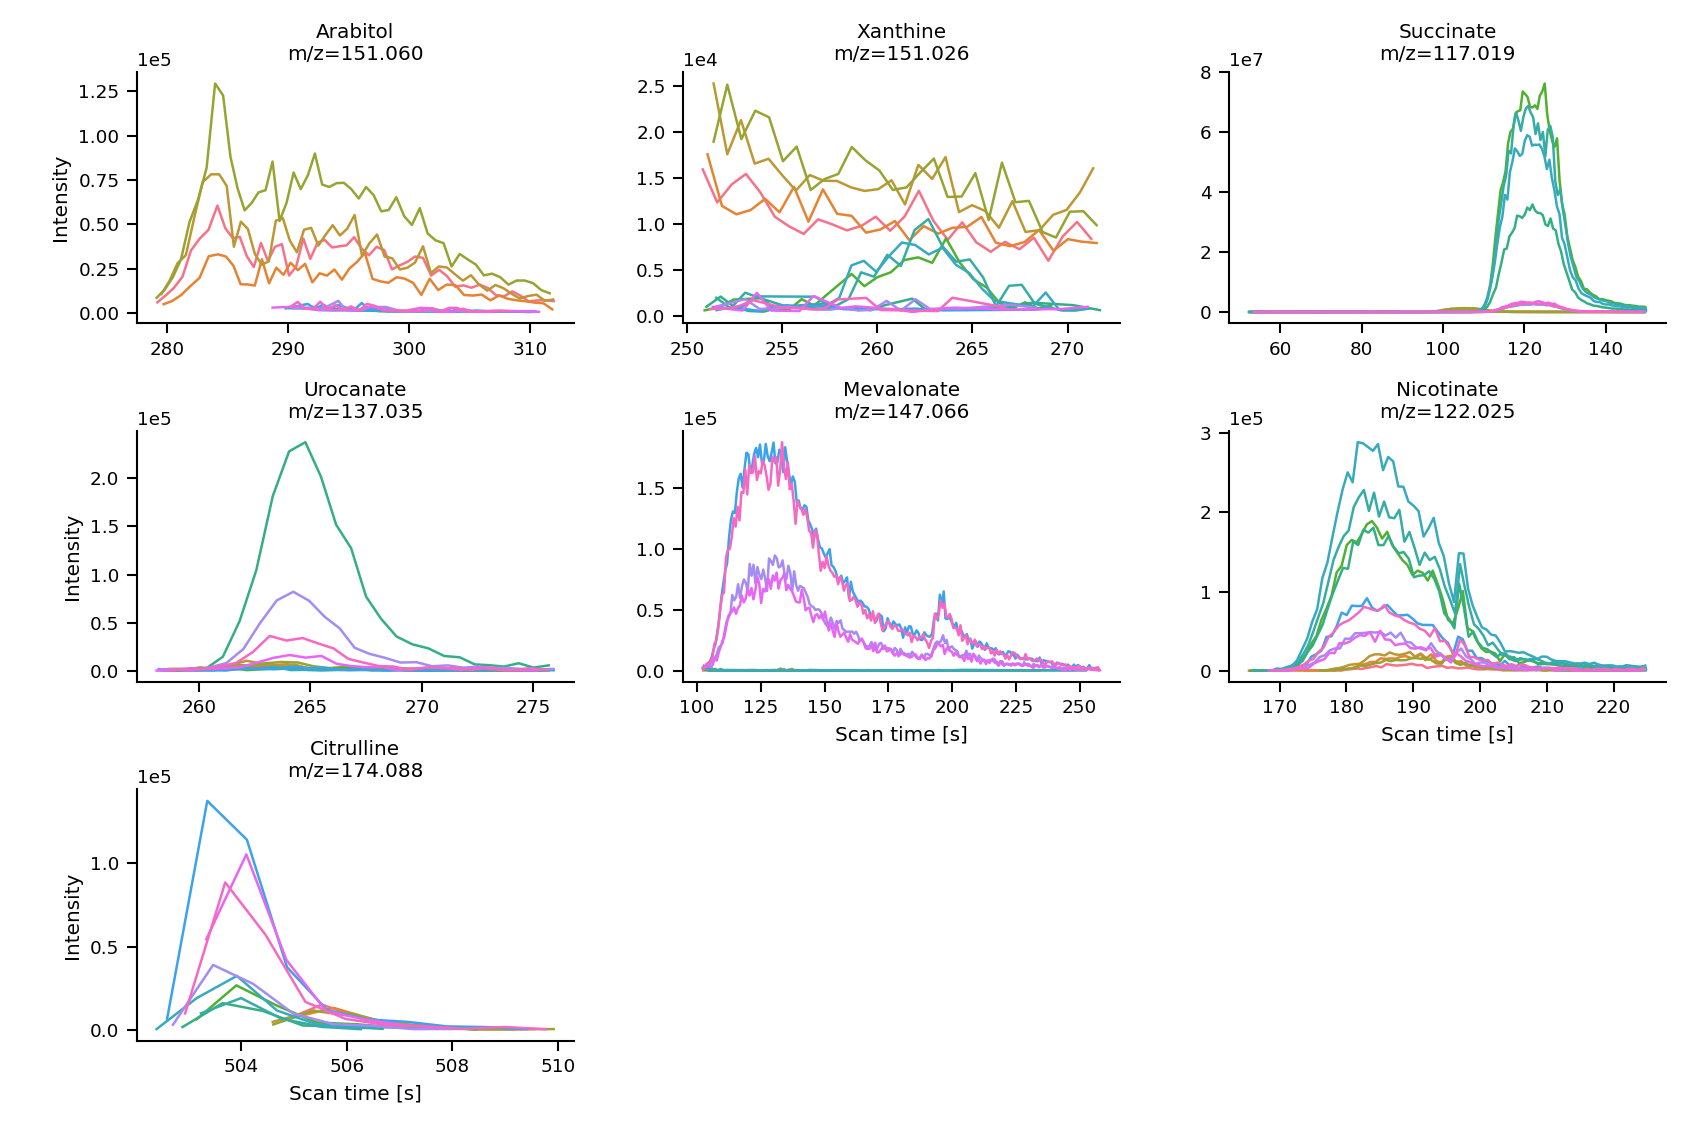 Arabitol
m/z=151.060
1e5
Intensity
1.25
1.00
0.75
0.50
0.25
0.00
280 290 300 310
Xanthine
m/z=151.026
1e4
2.5
2.0
1.5
1.0
0.5
0.0
250 255 260 265 270
Succinate
m/z=117.019
1e7
8
6
4
2
0
60 80 100 120 140
Urocanate
m/z=137.035
1e5
Intensity
2.0
1.5
1.0
0.5
0.0
260 265 270 275
Mevalonate
m/z=147.066
1e5
1.5
1.0
0.5
0.0
100 125 150 175 200 225 250
Scan time [s]
Nicotinate
m/z=122.025
1e5
3
2
1
0
170 180 190 200 210 220
Scan time [s]
Citrulline
m/z=174.088
1e5
Intensity
1.0
0.5
0.0
504 506 508 510
Scan time [s]